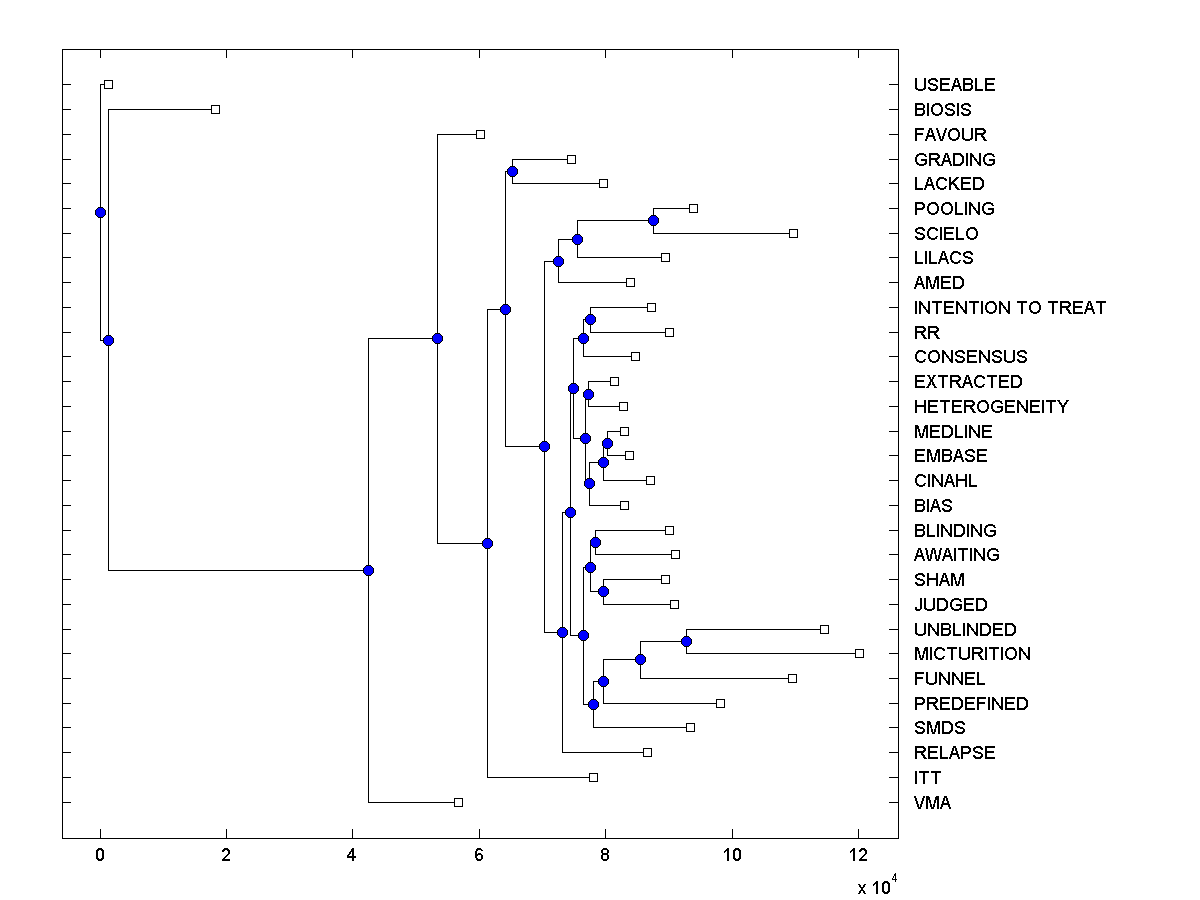 USEABLE
BIOSIS
FAVOUR
GRADING
LACKED
POOLING
SCIELO
LILACS
AMED
INTENTION TO TREAT
RR
CONSENSUS
EXTRACTED
HETEROGENEITY
MEDLINE
EMBASE
CINAHL
BIAS
BLINDING
AWAITING
SHAM
JUDGED
UNBLINDED
MICTURITION
FUNNEL
PREDEFINED
SMDS
RELAPSE
ITT
VMA
0 2 4 6 8 10 12
x 10^4